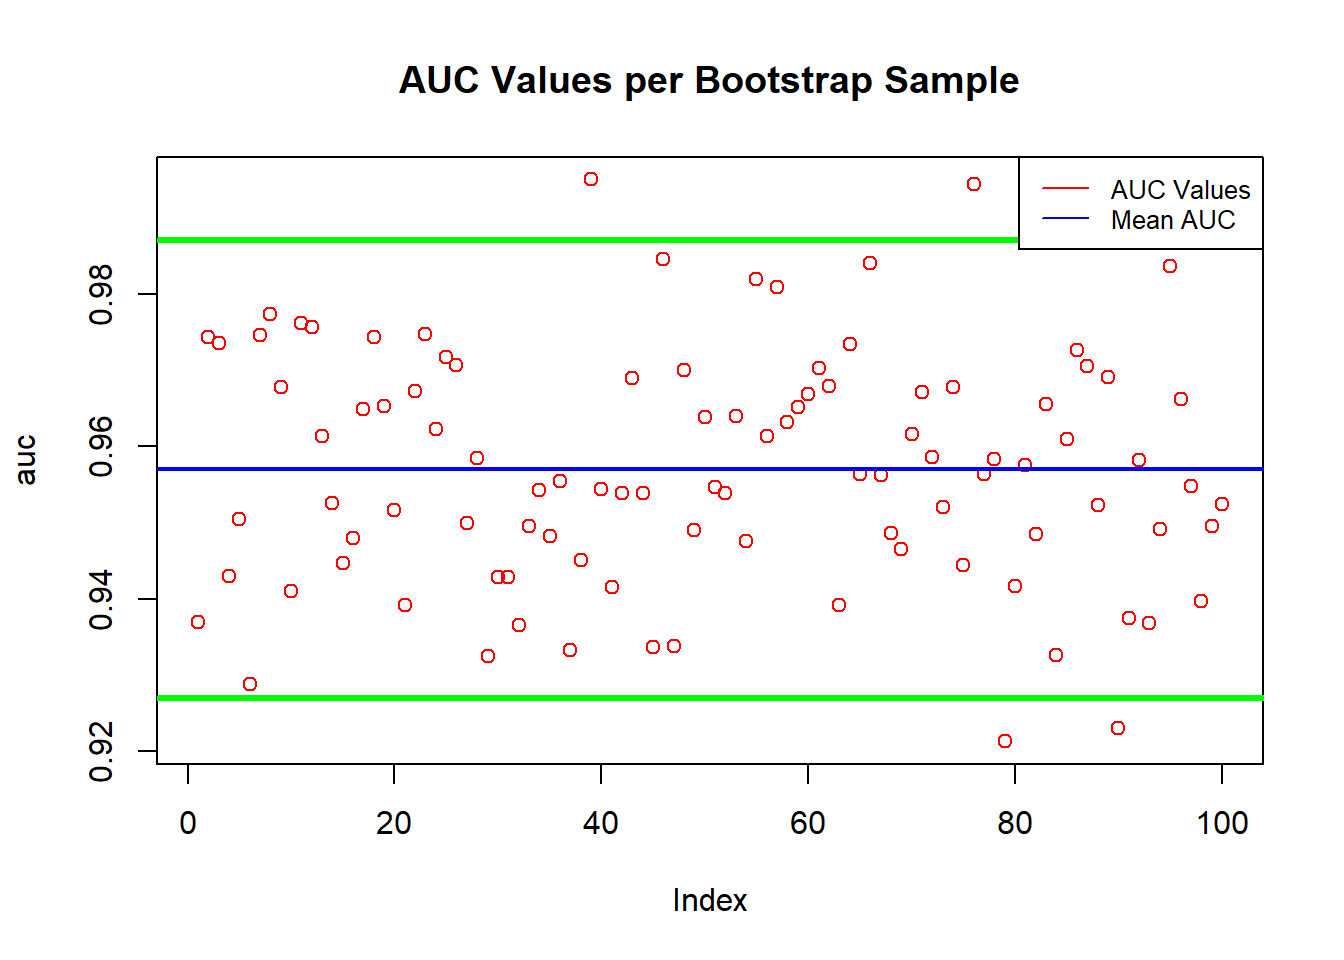 AUC Values per Bootstrap Sample
AUC Values
Mean AUC
auc
0.98
0.96
0.94
0.92
0 20 40 60 80 100
Index